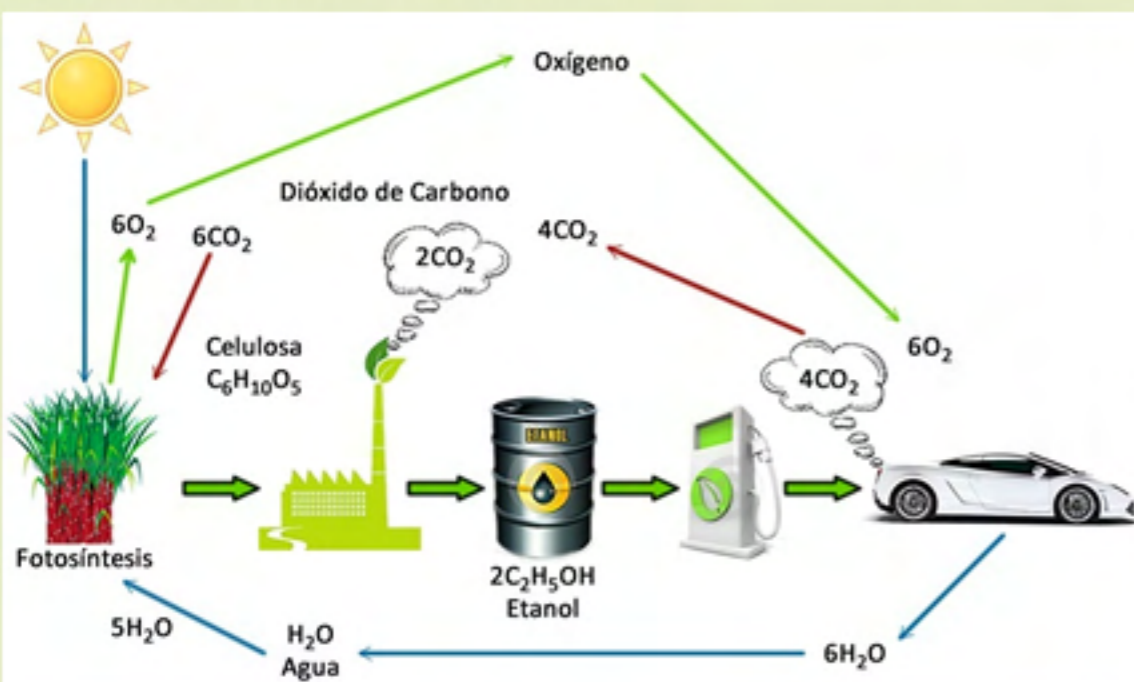 Oxígeno
Dióxido de Carbono
6O₂
6CO₂
2CO₂
4CO₂
6O₂
Celulosa
C₆H₁₀O₅
4CO₂
ETANOL
Fotosíntesis
2C₂H₅OH
Etanol
5H₂O
H₂O
Agua
6H₂O